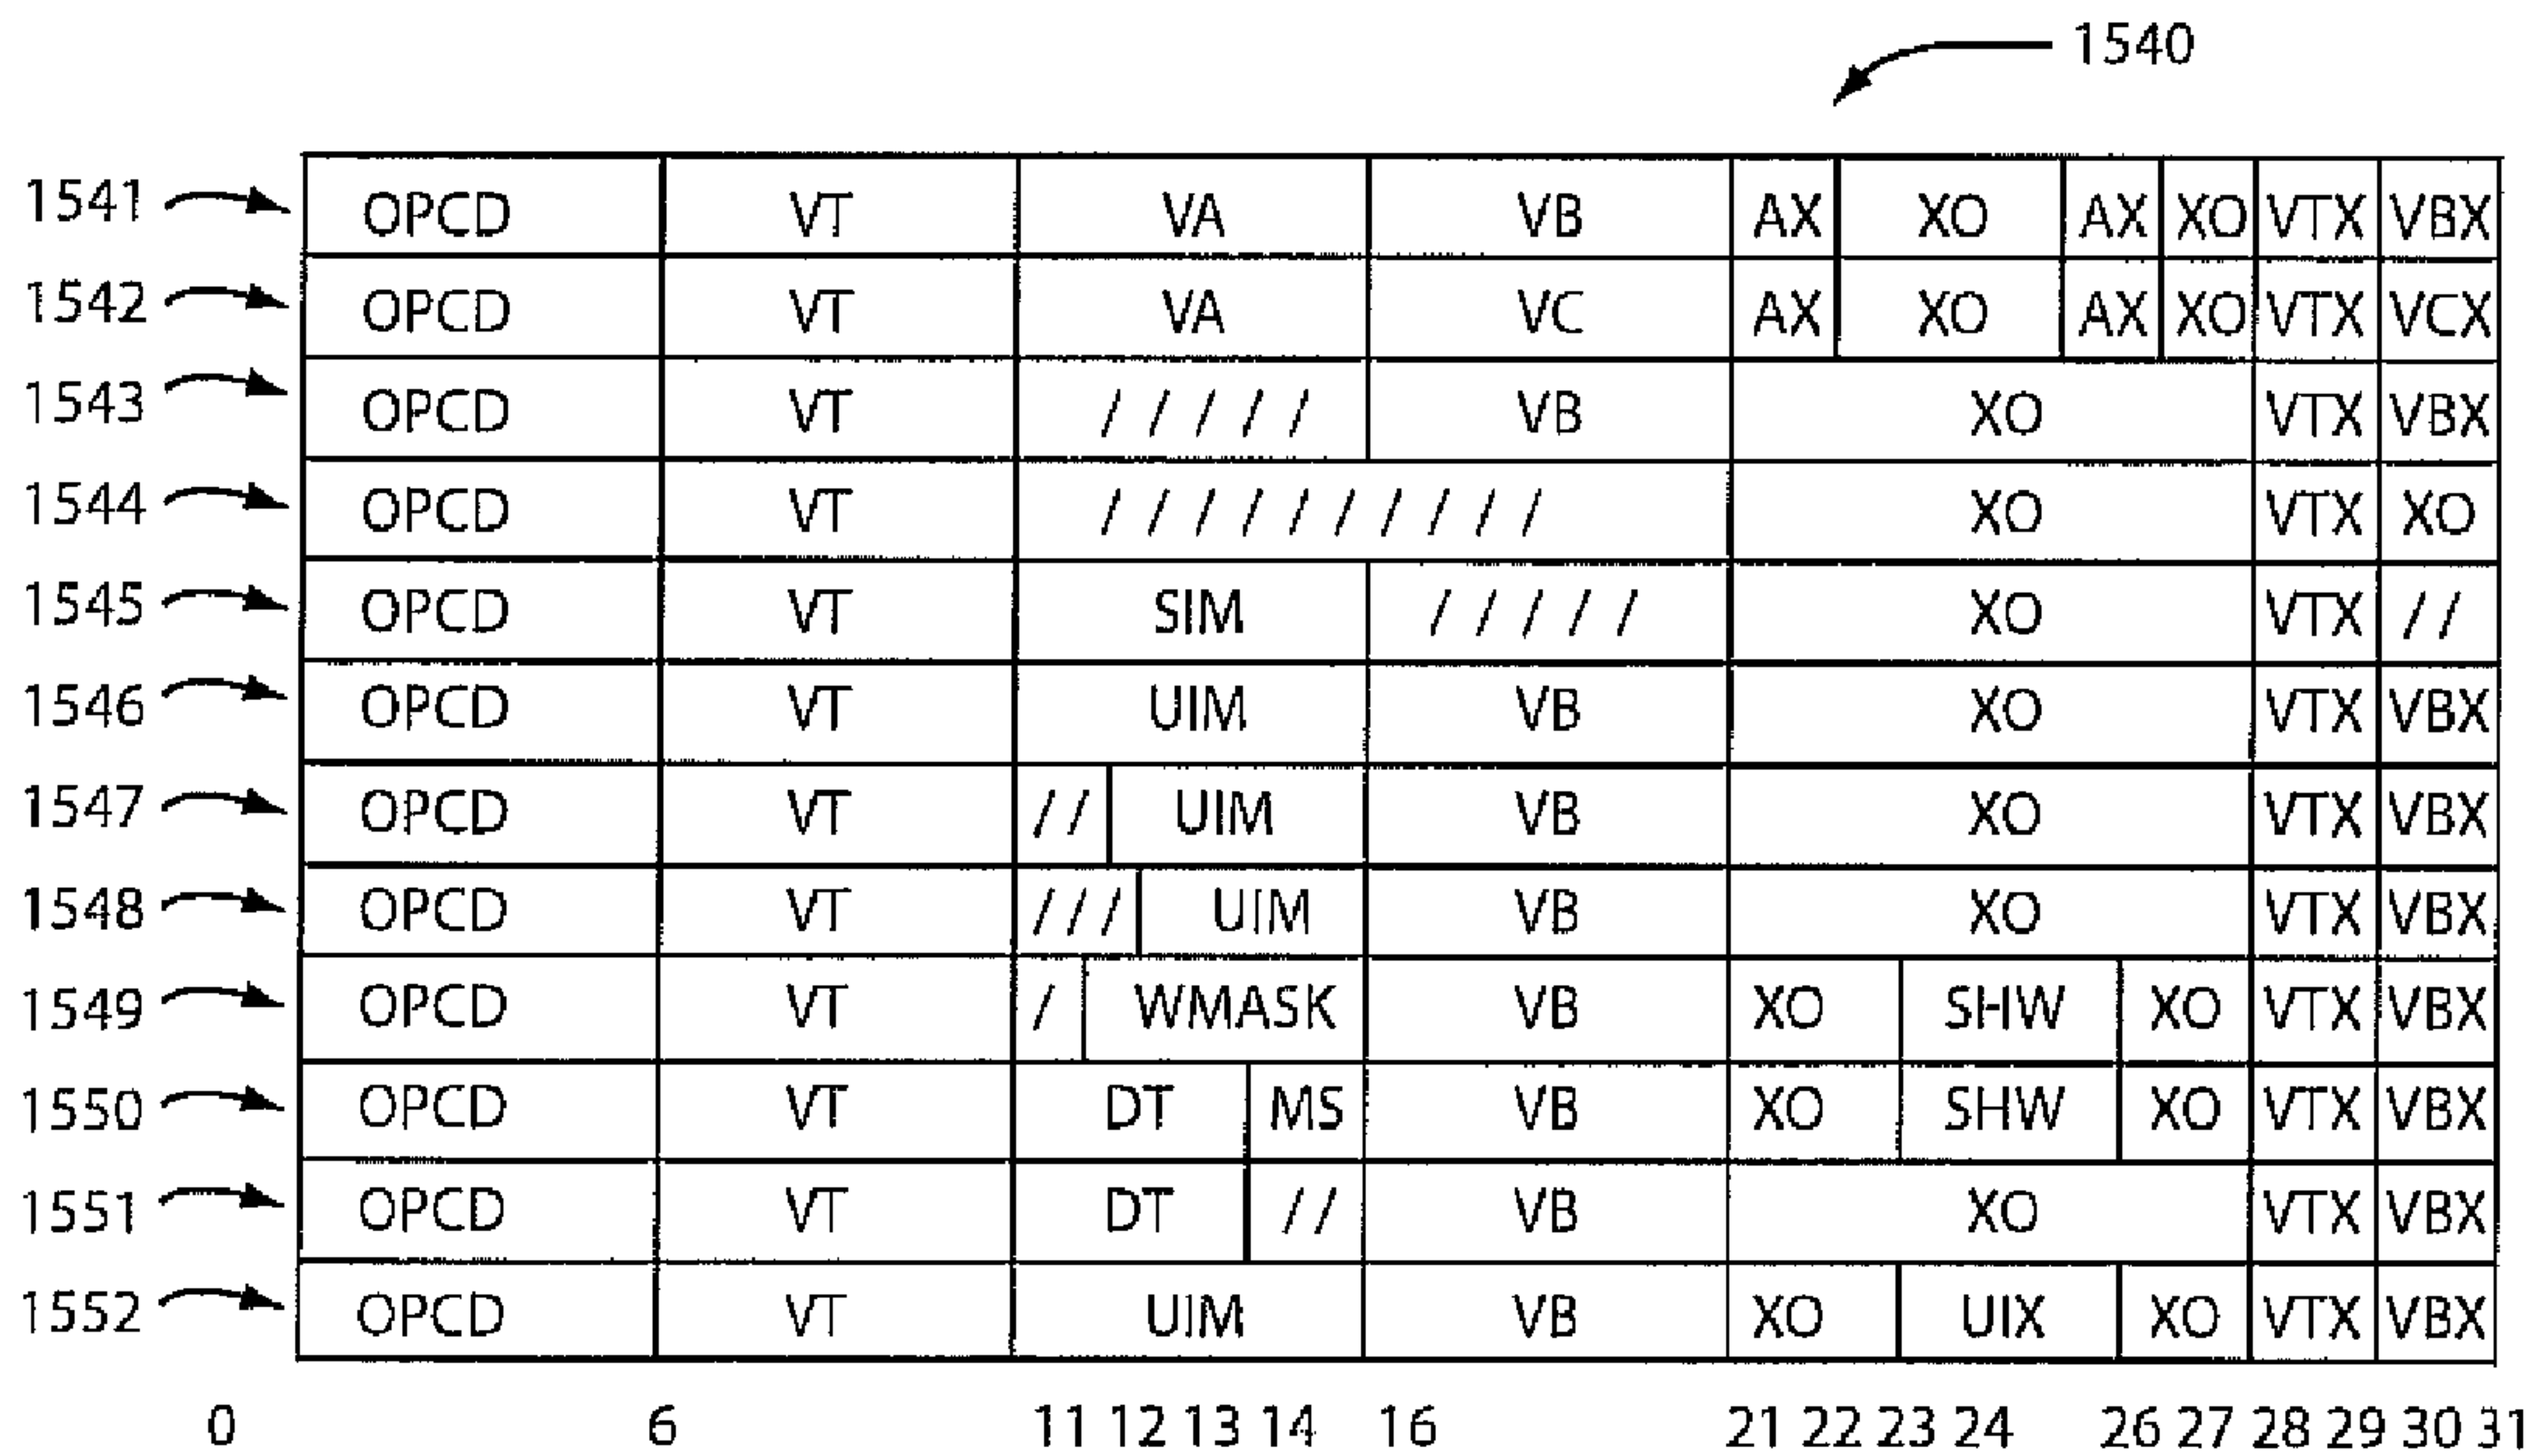 1540
1541 OPCD VT VA VB AX XO AX XO VTX VBX
1542 OPCD VT VA VC AX XO AX XO VTX VCX
1543 OPCD VT / / / / / VB XO VTX VBX
1544 OPCD VT / / / / / / / / / / XO VTX XO
1545 OPCD VT SIM / / / / / XO VTX / /
1546 OPCD VT UIM VB XO VTX VBX
1547 OPCD VT / / UIM VB XO VTX VBX
1548 OPCD VT / / / UIM VB XO VTX VBX
1549 OPCD VT / WMASK VB XO SHW XO VTX VBX
1550 OPCD VT DT MS VB XO SHW XO VTX VBX
1551 OPCD VT DT / / VB XO VTX VBX
1552 OPCD VT UIM VB XO UIX XO VTX VBX
0 6 11 12 13 14 16 21 22 23 24 26 27 28 29 30 31